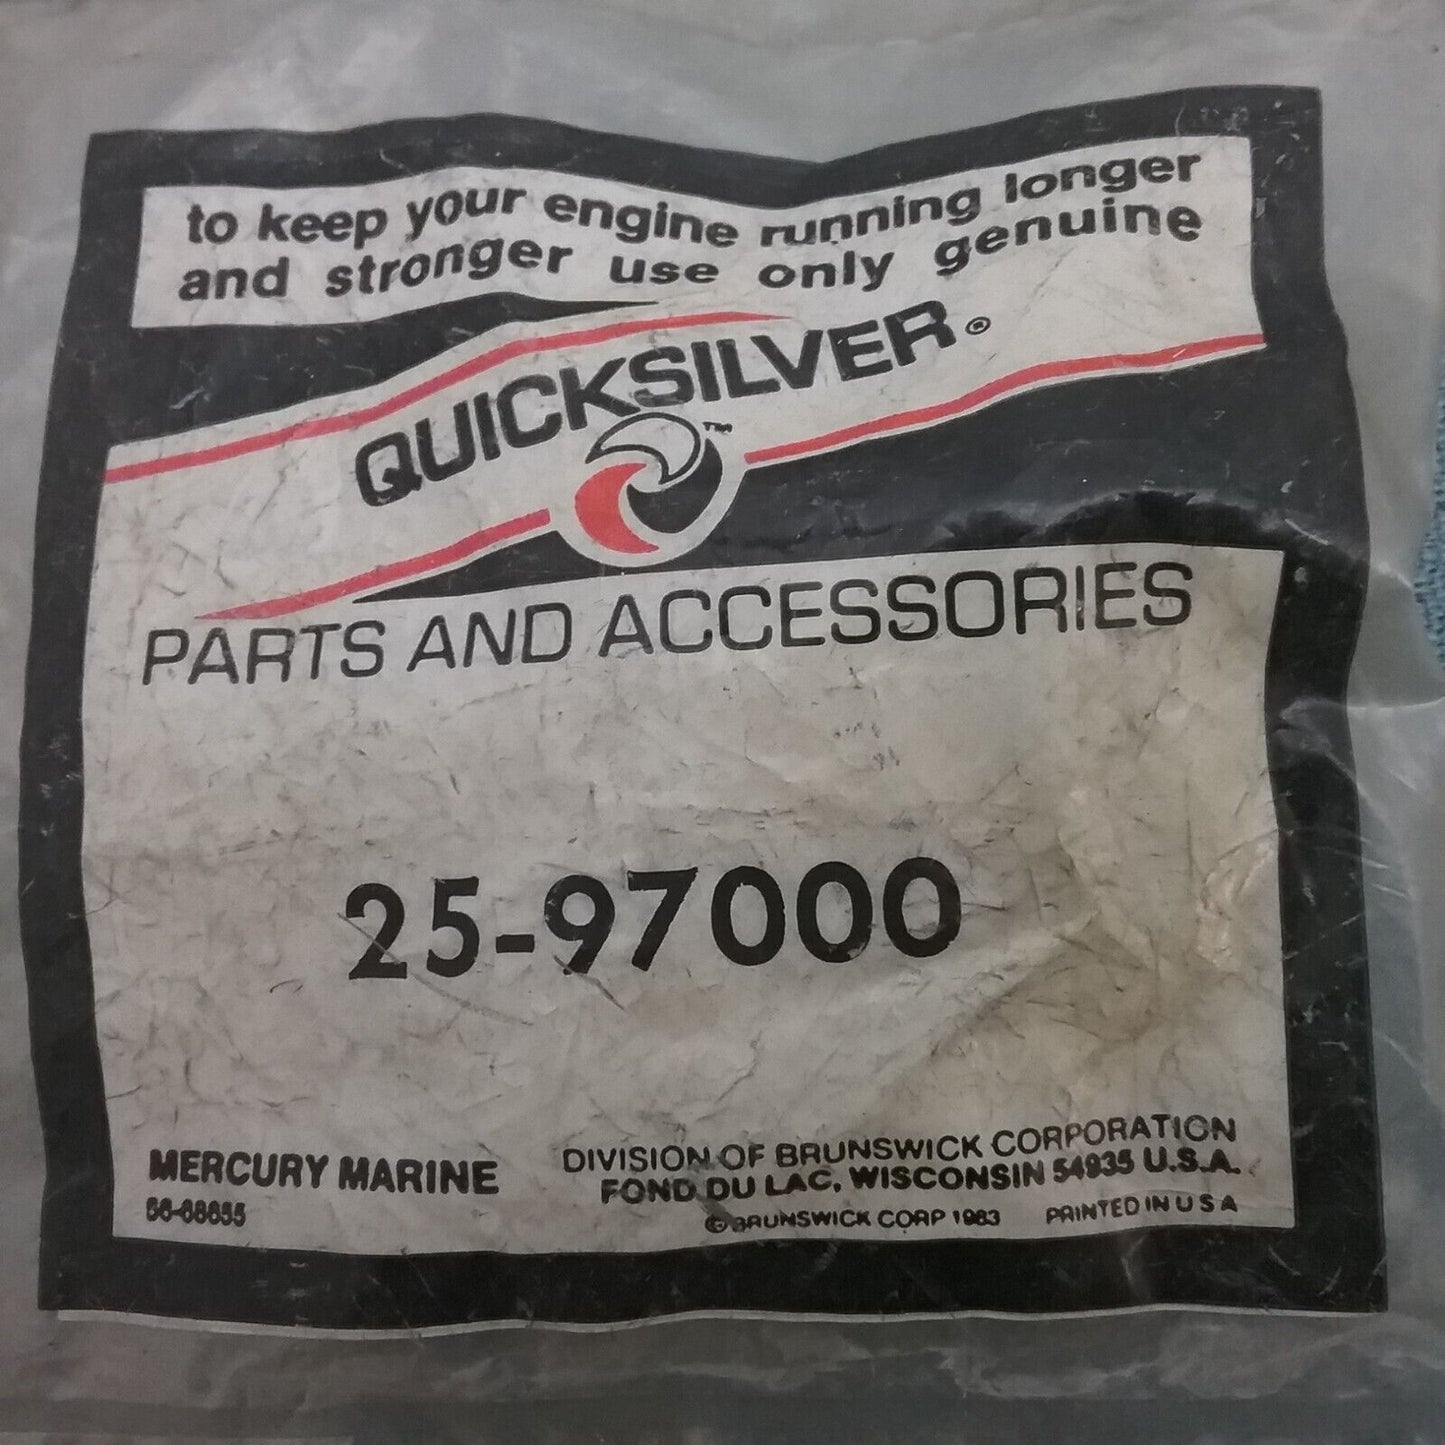 to keep your engine running longer
and stronger use only genuine
QUICKSILVER®
™
PARTS AND ACCESSORIES
25-97000
MERCURY MARINE
DIVISION OF BRUNSWICK CORPORATION
FOND DU LAC, WISCONSIN 54935 U.S.A.
© BRUNSWICK CORP 1983 PRINTED IN U S A